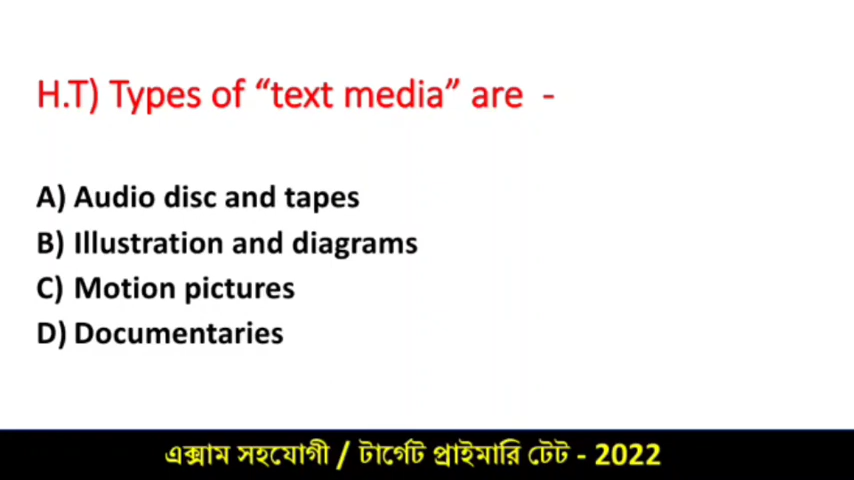 H.T) Types of “text media” are -
A) Audio disc and tapes
B) Illustration and diagrams
C) Motion pictures
D) Documentaries
এক্সাম সহযোগী / টার্গেট প্রাইমারি টেট - 2022